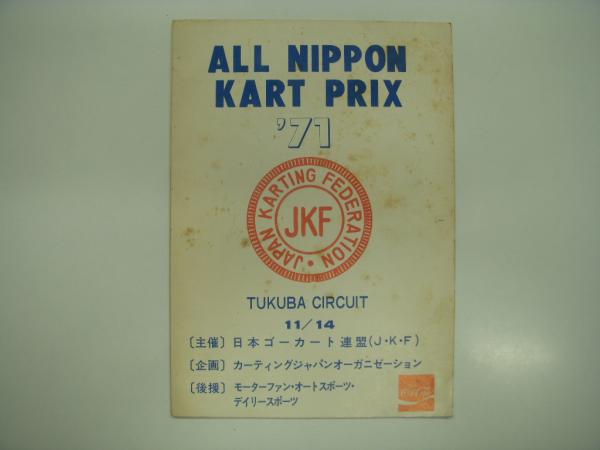 ALL NIPPON
KART PRIX
'71
JAPAN KARTING FEDERATION •
JKF
TUKUBA CIRCUIT
11/14
〔主催〕日本ゴーカート連盟(J・K・F)
〔企画〕カーティングジャパンオーガニゼーション
〔後援〕モーターファン・オートスポーツ・
デイリースポーツ